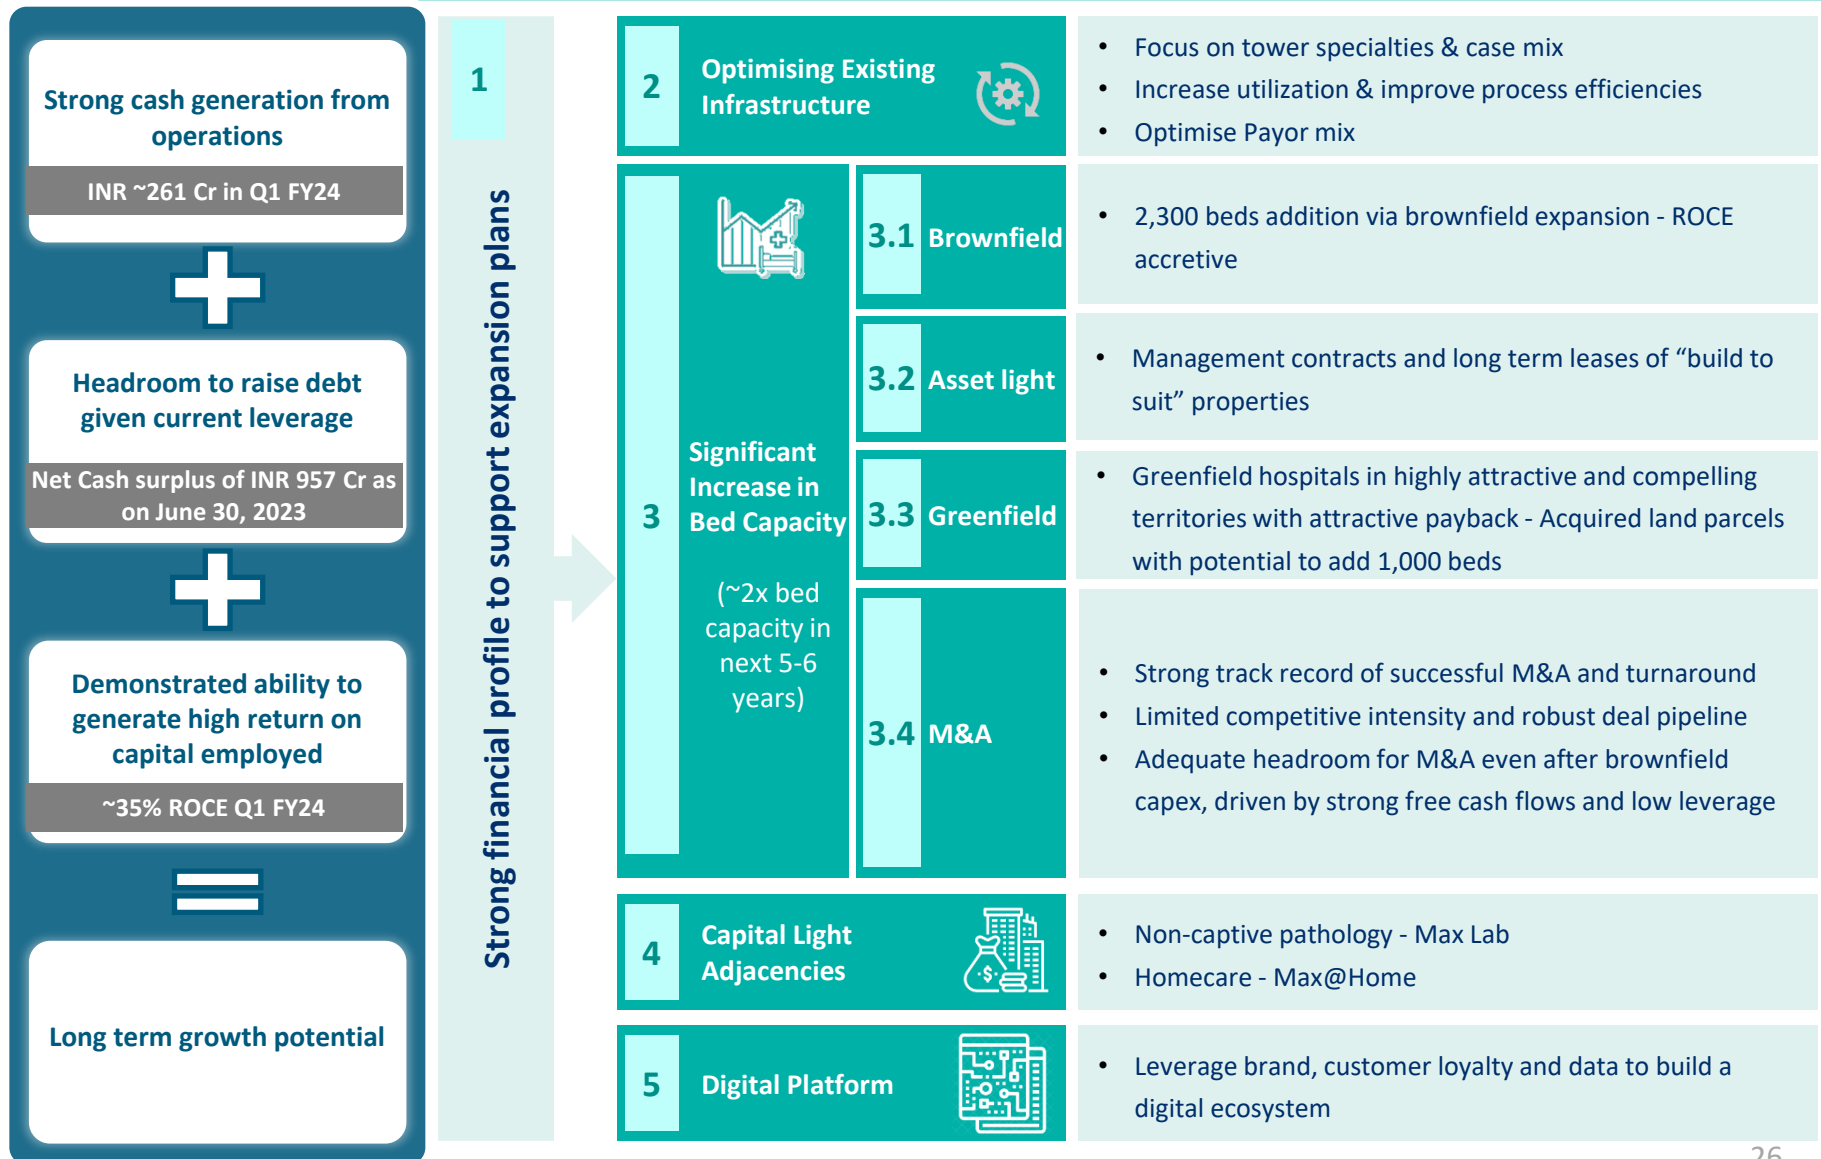 Strong cash generation from
operations
INR ~261 Cr in Q1 FY24
Headroom to raise debt
given current leverage
Net Cash surplus of INR 957 Cr as
on June 30, 2023
Demonstrated ability to
generate high return on
capital employed
~35% ROCE Q1 FY24
Long term growth potential
1
Strong financial profile to support expansion plans
2
Optimising Existing
Infrastructure
• Focus on tower specialties & case mix
• Increase utilization & improve process efficiencies
• Optimise Payor mix
3
Significant
Increase in
Bed Capacity
(~2x bed
capacity in
next 5-6
years)
3.1 Brownfield
• 2,300 beds addition via brownfield expansion - ROCE
accretive
3.2 Asset light
• Management contracts and long term leases of “build to
suit” properties
3.3 Greenfield
• Greenfield hospitals in highly attractive and compelling
territories with attractive payback - Acquired land parcels
with potential to add 1,000 beds
3.4 M&A
• Strong track record of successful M&A and turnaround
• Limited competitive intensity and robust deal pipeline
• Adequate headroom for M&A even after brownfield
capex, driven by strong free cash flows and low leverage
4
Capital Light
Adjacencies
• Non-captive pathology - Max Lab
• Homecare - Max@Home
5
Digital Platform
• Leverage brand, customer loyalty and data to build a
digital ecosystem
26